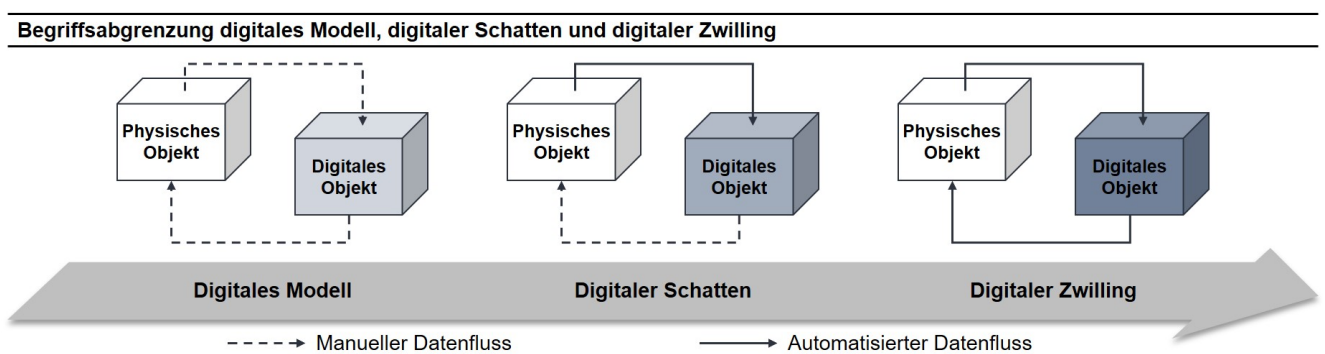 Begriffsabgrenzung digitales Modell, digitaler Schatten und digitaler Zwilling
Physisches
Objekt
Digitales
Objekt
Physisches
Objekt
Digitales
Objekt
Physisches
Objekt
Digitales
Objekt
Digitales Modell
Digitaler Schatten
Digitaler Zwilling
Manueller Datenfluss
Automatisierter Datenfluss